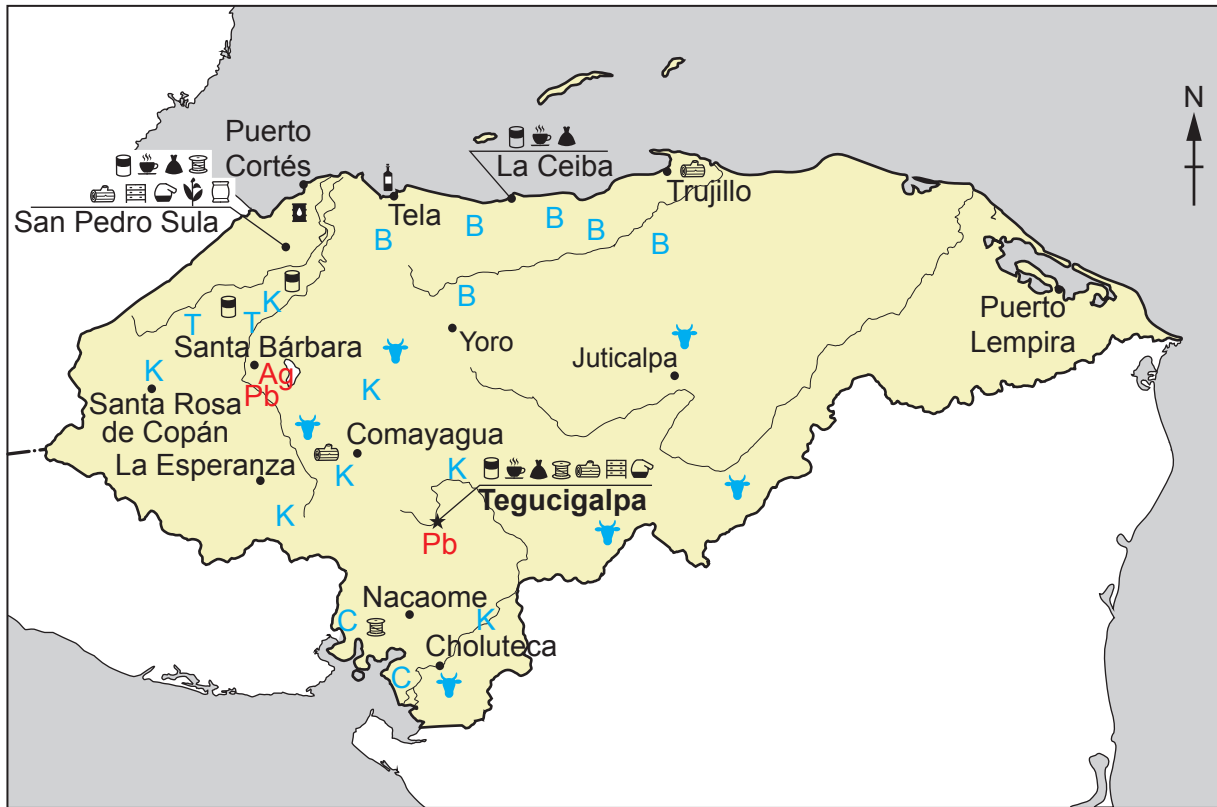 N
Puerto
Cortés
La Ceiba
Trujillo
San Pedro Sula
Tela
B
B
B
B
B
B
K
T
T
Yoro
Puerto
Lempira
Santa Bárbara
Juticalpa
K
Ag
Pb
K
Santa Rosa
de Copán
Comayagua
La Esperanza
K
K
Tegucigalpa
K
Pb
Nacaome
C
K
Choluteca
C